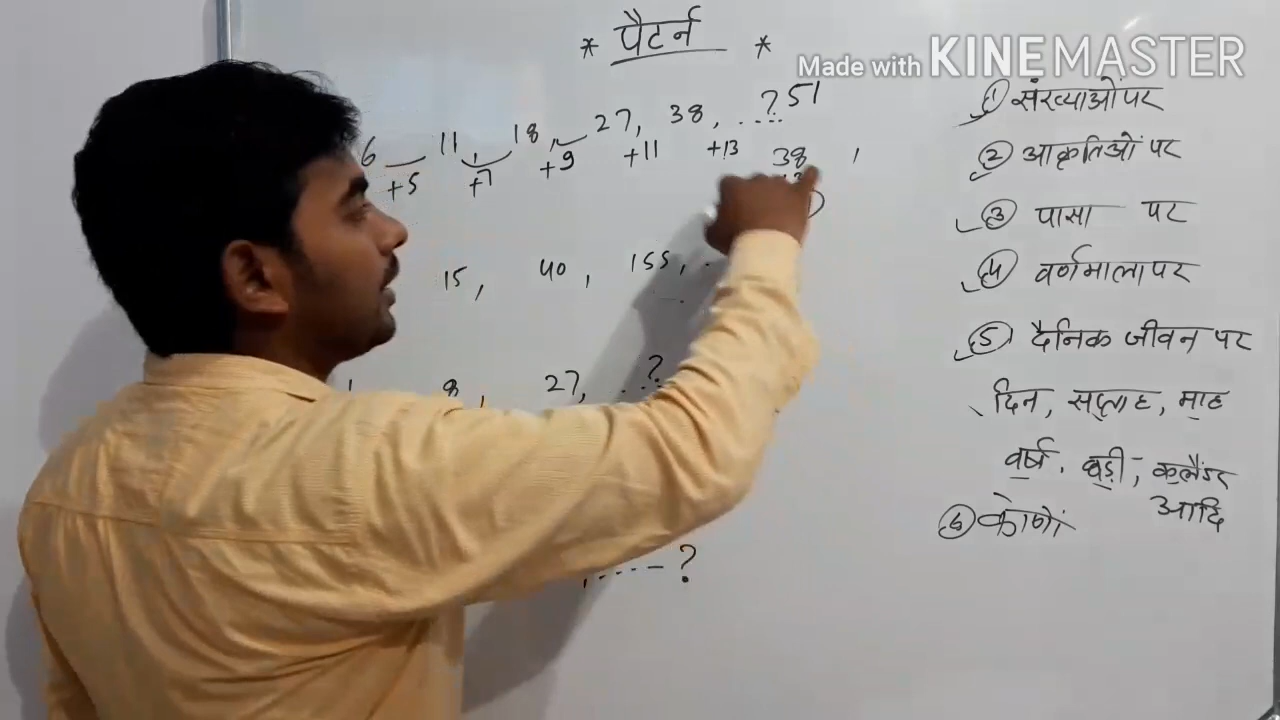 * पैटर्न *
Made with KINEMASTER
6 11, 18, 27, 38, ....? 51
+5 +7 +9 +11 +13 38 ,
15, 40, 155, ..
8, 27, ...?
, ----- ?
① संख्याओं पर
② आकृतिओं पर
③ पासा पर
④ वर्णमाला पर
⑤ दैनिक जीवन पर
दिन, सप्ताह, माह
वर्ष, घड़ी, कलैंडर
आदि
⑥ कोणों